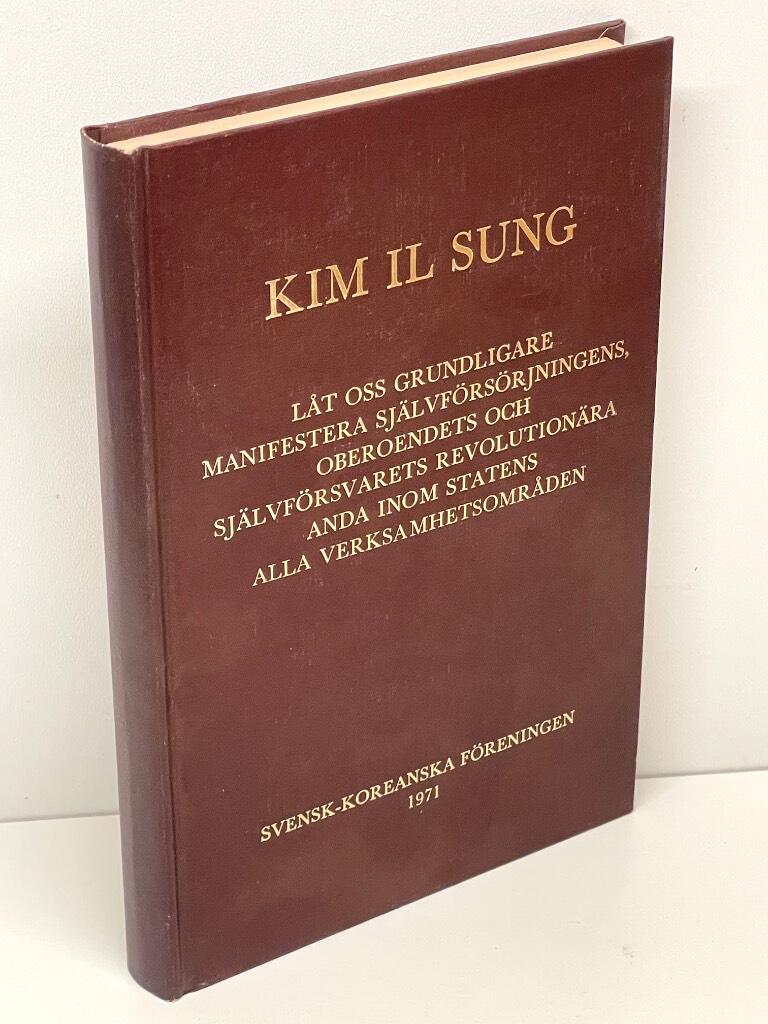 KIM IL SUNG
LÅT OSS GRUNDLIGARE
MANIFESTERA SJÄLVFÖRSÖRJNINGENS,
OBEROENDETS OCH
SJÄLVFÖRSVARETS REVOLUTIONÄRA
ANDA INOM STATENS
ALLA VERKSAMHETSOMRÅDEN
SVENSK-KOREANSKA FÖRENINGEN
1971